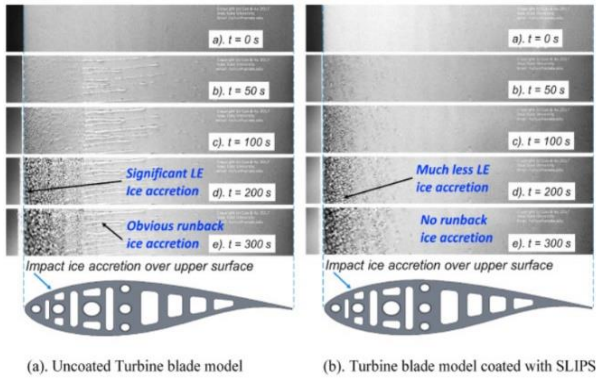 a). t = 0 s
b). t = 50 s
c). t = 100 s
Significant LE
Ice accretion
d). t = 200 s
Obvious runback
ice accretion
e). t = 300 s
Impact ice accretion over upper surface
(a). Uncoated Turbine blade model
a). t = 0 s
b). t = 50 s
c). t = 100 s
Much less LE
ice accretion
d). t = 200 s
No runback
ice accretion
e). t = 300 s
Impact ice accretion over upper surface
(b). Turbine blade model coated with SLIPS